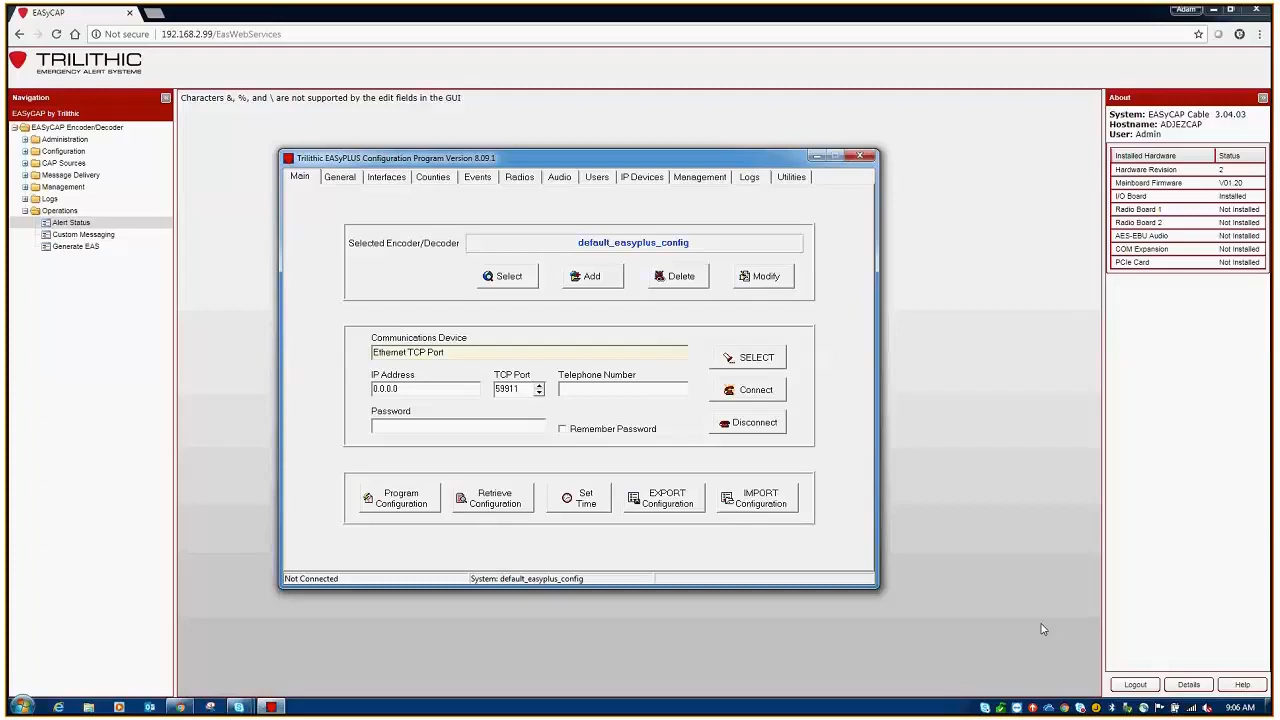 EASyCAP
Adam
Not secure 192.168.2.99/EasWebServices
TRILITHIC
EMERGENCY ALERT SYSTEMS
Navigation
EASyCAP by Trilithic
EASyCAP Encoder/Decoder
Administration
Configuration
CAP Sources
Message Delivery
Management
Logs
Operations
Alert Status
Custom Messaging
Generate EAS
Characters &, %, and \ are not supported by the edit fields in the GUI
Trilithic EASyPLUS Configuration Program Version 8.09.1
Main General Interfaces Counties Events Radios Audio Users IP Devices Management Logs Utilities
Selected Encoder/Decoder default_easyplus_config
Select Add Delete Modify
Communications Device
Ethernet TCP Port
SELECT
IP Address TCP Port Telephone Number
0.0.0.0 59911
Connect
Password
Remember Password
Disconnect
Program Configuration
Retrieve Configuration
Set Time
EXPORT Configuration
IMPORT Configuration
Not Connected System: default_easyplus_config
About
System: EASyCAP Cable 3.04.03
Hostname: ADJEZCAP
User: Admin
Installed Hardware Status
Hardware Revision 2
Mainboard Firmware V01.20
I/O Board Installed
Radio Board 1 Not Installed
Radio Board 2 Not Installed
AES-EBU Audio Not Installed
COM Expansion Not Installed
PCIe Card Not Installed
Logout Details Help
9:06 AM